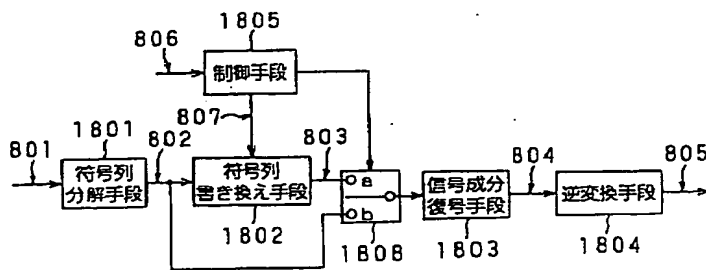 806
1805
制御手段
807
1801
802
803
801
符号列
分解手段
符号列
書き換え手段
1802
a
b
1808
信号成分
復号手段
1803
804
逆変換手段
1804
805